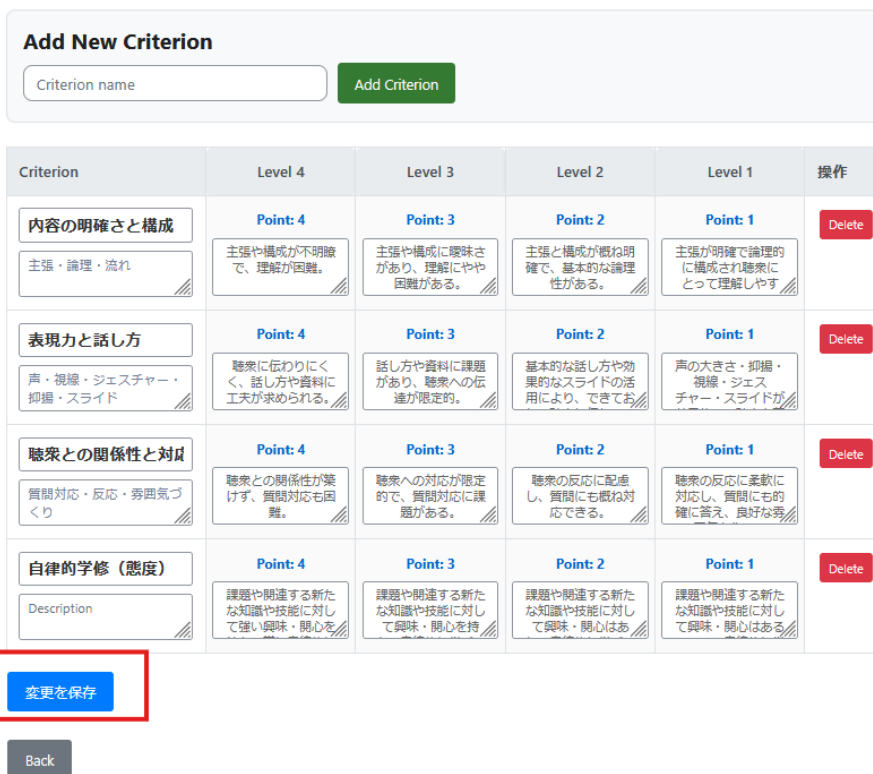 Add New Criterion
Criterion name
Add Criterion
Criterion Level 4 Level 3 Level 2 Level 1 操作
内容の明確さと構成
主張・論理・流れ
Point: 4
主張や構成が不明瞭
で、理解が困難。
Point: 3
主張や構成に曖昧さ
があり、理解にやや
困難がある。
Point: 2
主張と構成が概ね明
確で、基本的な論理
性がある。
Point: 1
主張が明確で論理的
に構成され聴衆に
とって理解しやす
Delete
表現力と話し方
声・視線・ジェスチャー・
抑揚・スライド
Point: 4
聴衆に伝わりにく
く、話し方や資料に
工夫が求められる。
Point: 3
話し方や資料に課題
があり、聴衆への伝
達が限定的。
Point: 2
基本的な話し方や効
果的なスライドの活
用により、できてお
Point: 1
声の大きさ・抑揚・
視線・ジェス
チャー・スライドが
Delete
聴衆との関係性と対応
質問対応・反応・雰囲気づ
くり
Point: 4
聴衆との関係性が築
けず、質問対応も困
難。
Point: 3
聴衆への対応が限定
的で、質問対応に課
題がある。
Point: 2
聴衆の反応に配慮
し、質問にも概ね対
応できる。
Point: 1
聴衆の反応に柔軟に
対応し、質問にも的
確に答え、良好な雰
Delete
自律的学修（態度）
Description
Point: 4
課題や関連する新た
な知識や技能に対し
て強い興味・関心を
Point: 3
課題や関連する新た
な知識や技能に対し
て興味・関心を持
Point: 2
課題や関連する新た
な知識や技能に対し
て興味・関心はあ
Point: 1
課題や関連する新た
な知識や技能に対し
て興味・関心はある
Delete
変更を保存
Back